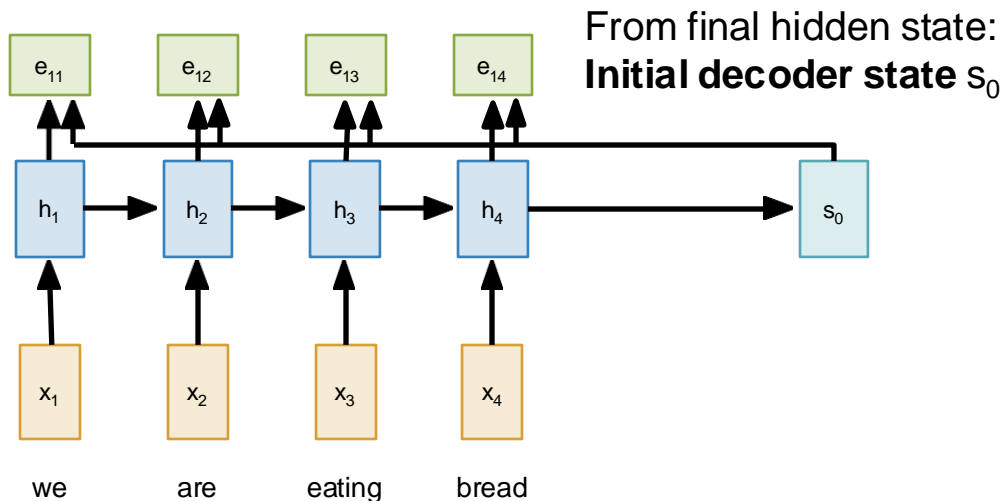 From final hidden state:
Initial decoder state s₀
e₁₁ e₁₂ e₁₃ e₁₄
h₁ h₂ h₃ h₄ s₀
x₁ x₂ x₃ x₄
we are eating bread